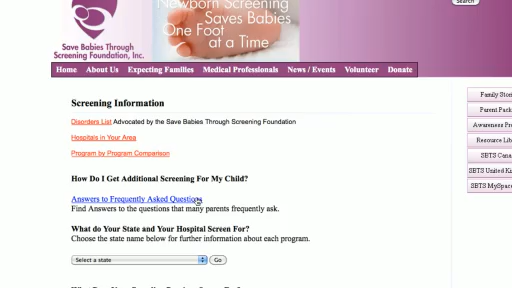 Newborn Screening
Saves Babies
One Foot
at a Time
Search
Save Babies Through
Screening Foundation, Inc.
Home About Us Expecting Families Medical Professionals News / Events Volunteer Donate
Screening Information
Family Stor
Disorders List Advocated by the Save Babies Through Screening Foundation
Parent Pack
Hospitals in Your Area
Awareness Pr
Program by Program Comparison
Resource Lib
SBTS Cana
How Do I Get Additional Screening For My Child?
SBTS United Ki
SBTS MySpac
Answers to Frequently Asked Questions
Find Answers to the questions that many parents frequently ask.
What do Your State and Your Hospital Screen For?
Choose the state name below for further information about each program.
Select a state Go